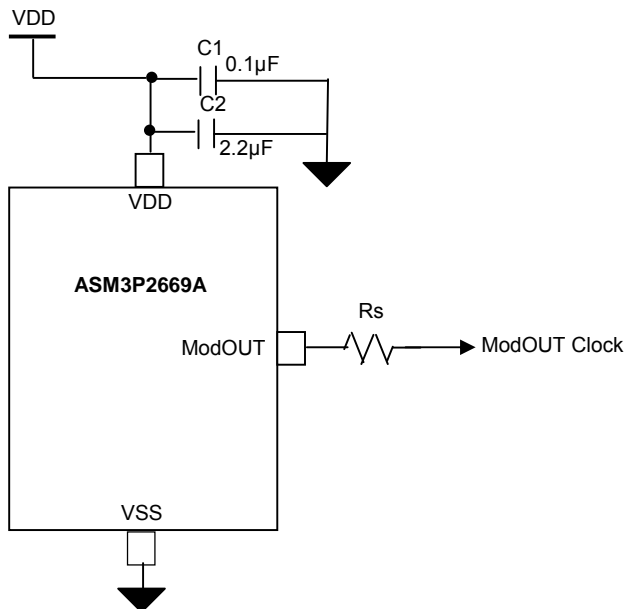 VDD
C1
0.1µF
C2
2.2µF
VDD
ASM3P2669A
Rs
ModOUT
ModOUT Clock
VSS